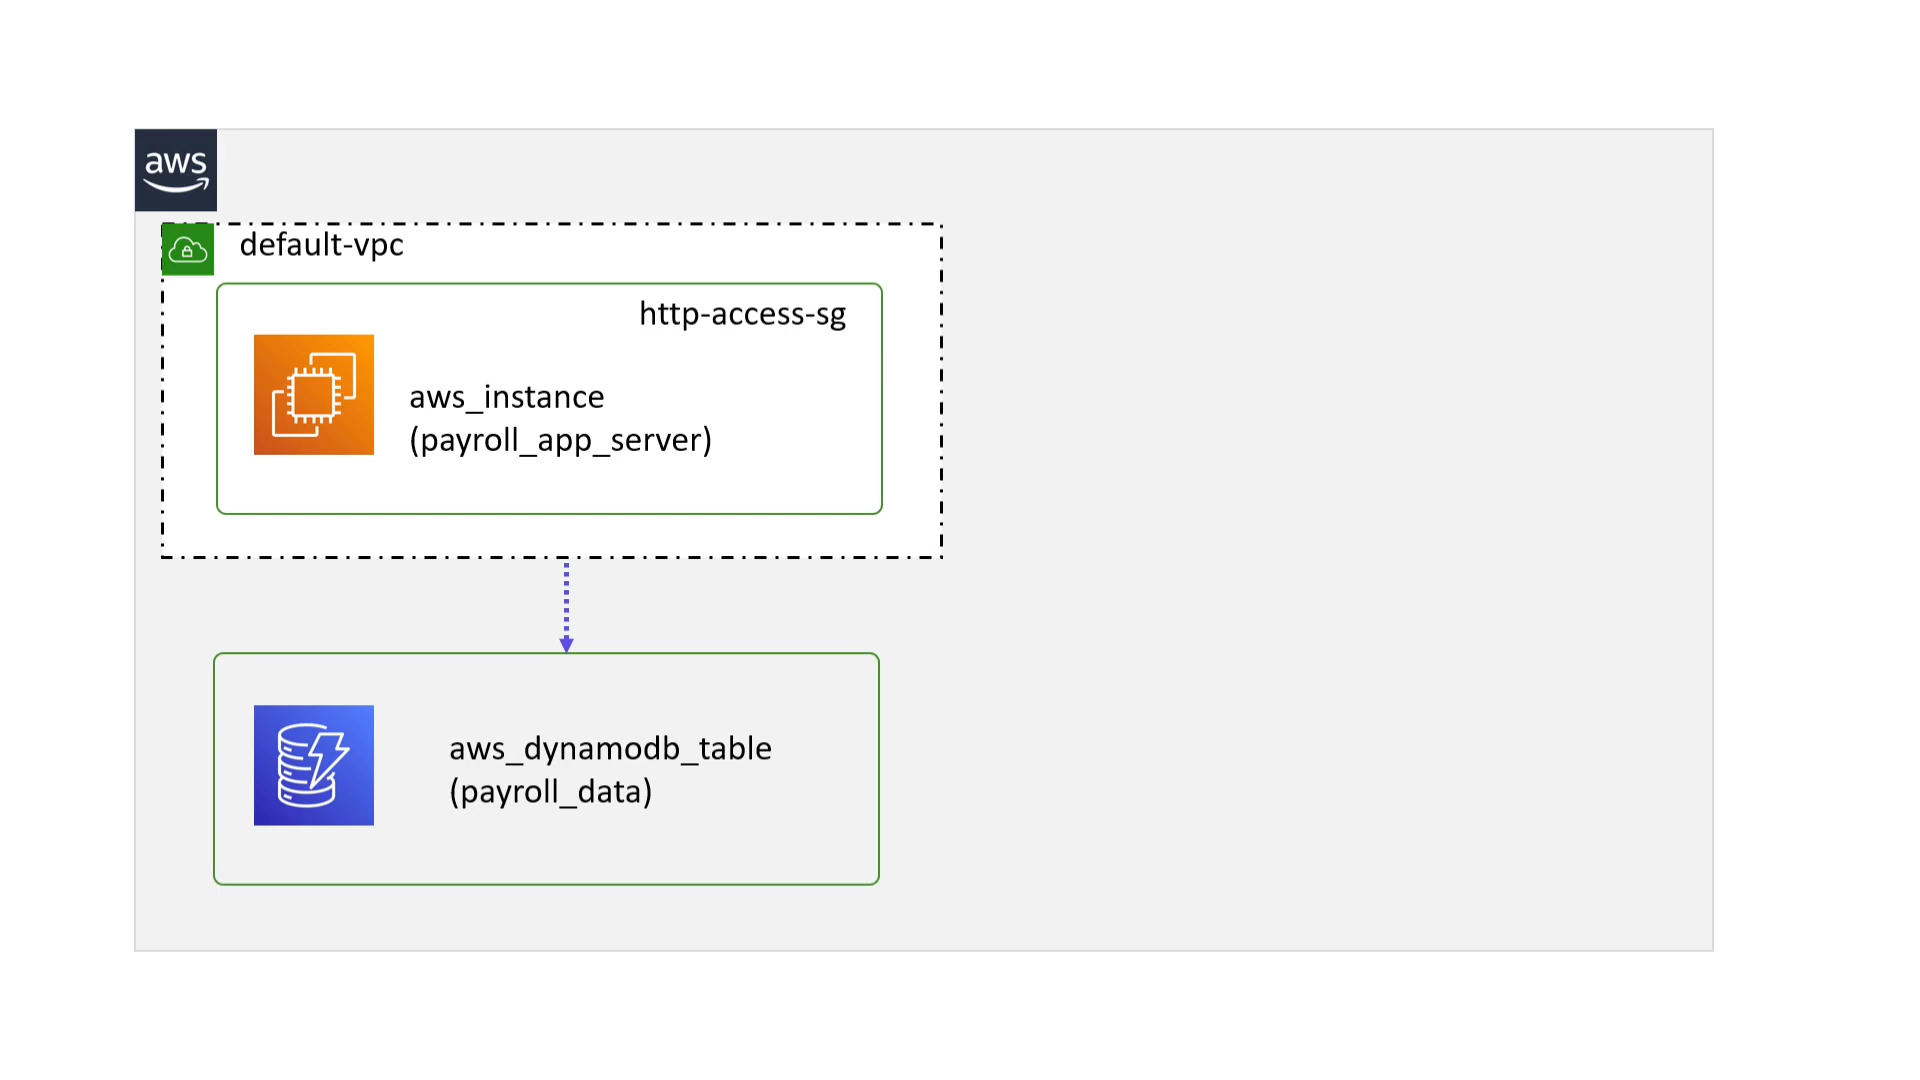 aws
default-vpc
http-access-sg
aws_instance
(payroll_app_server)
aws_dynamodb_table
(payroll_data)